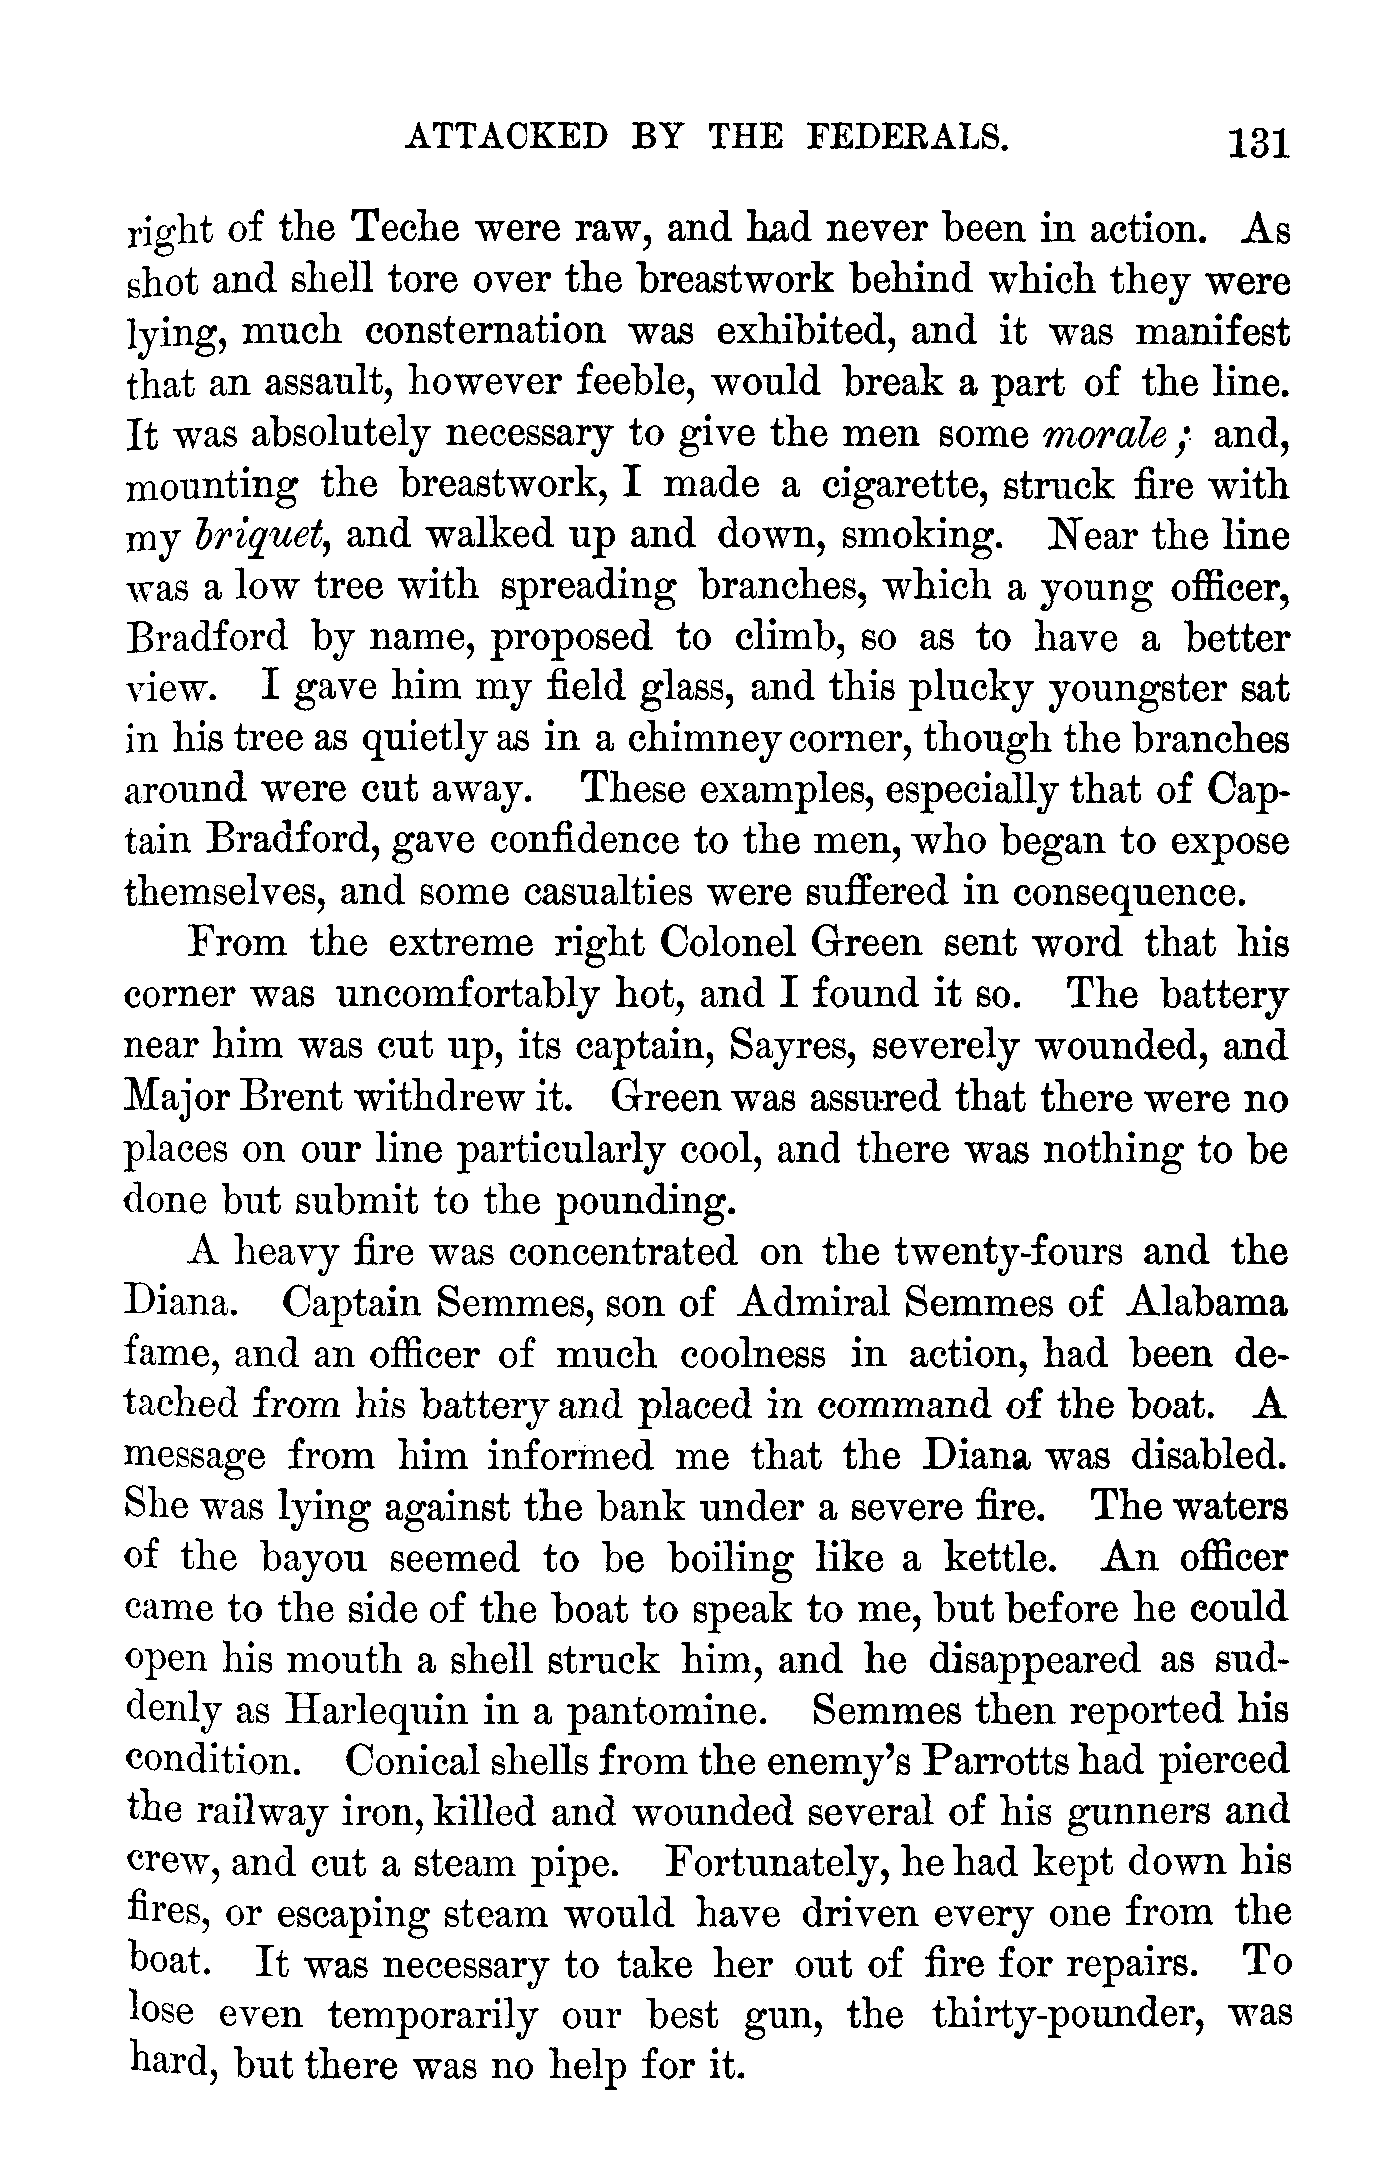 ATTACKED BY THE FEDERALS. 131
right of the Teche were raw, and had never been in action. As
shot and shell tore over the breastwork behind which they were
lying, much consternation was exhibited, and it was manifest
that an assault, however feeble, would break a part of the line.
It was absolutely necessary to give the men some morale; and,
mounting the breastwork, I made a cigarette, struck fire with
my briquet, and walked up and down, smoking. Near the line
was a low tree with spreading branches, which a young officer,
Bradford by name, proposed to climb, so as to have a better
view. I gave him my field glass, and this plucky youngster sat
in his tree as quietly as in a chimney corner, though the branches
around were cut away. These examples, especially that of Cap-
tain Bradford, gave confidence to the men, who began to expose
themselves, and some casualties were suffered in consequence.
From the extreme right Colonel Green sent word that his
corner was uncomfortably hot, and I found it so. The battery
near him was cut up, its captain, Sayres, severely wounded, and
Major Brent withdrew it. Green was assured that there were no
places on our line particularly cool, and there was nothing to be
done but submit to the pounding.
A heavy fire was concentrated on the twenty-fours and the
Diana. Captain Semmes, son of Admiral Semmes of Alabama
fame, and an officer of much coolness in action, had been de-
tached from his battery and placed in command of the boat. A
message from him informed me that the Diana was disabled.
She was lying against the bank under a severe fire. The waters
of the bayou seemed to be boiling like a kettle. An officer
came to the side of the boat to speak to me, but before he could
open his mouth a shell struck him, and he disappeared as sud-
denly as Harlequin in a pantomine. Semmes then reported his
condition. Conical shells from the enemy's Parrotts had pierced
the railway iron, killed and wounded several of his gunners and
crew, and cut a steam pipe. Fortunately, he had kept down his
fires, or escaping steam would have driven every one from the
boat. It was necessary to take her out of fire for repairs. To
lose even temporarily our best gun, the thirty-pounder, was
hard, but there was no help for it.